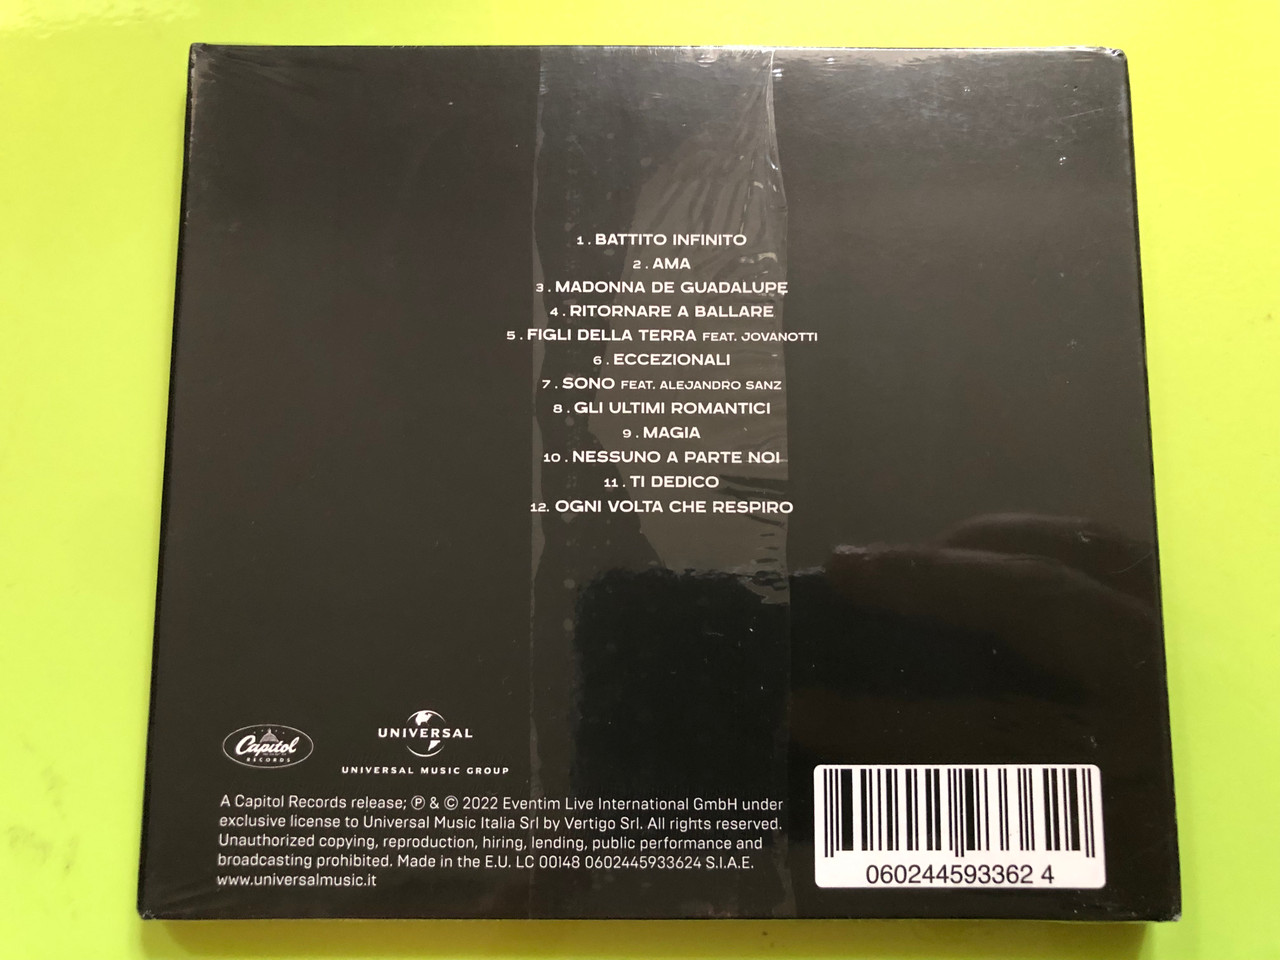 1. BATTITO INFINITO
2. AMA
3. MADONNA DE GUADALUPE
4. RITORNARE A BALLARE
5. FIGLI DELLA TERRA FEAT. JOVANOTTI
6. ECCEZIONALI
7. SONO FEAT. ALEJANDRO SANZ
8. GLI ULTIMI ROMANTICI
9. MAGIA
10. NESSUNO A PARTE NOI
11. TI DEDICO
12. OGNI VOLTA CHE RESPIRO
Capitol
RECORDS
UNIVERSAL
UNIVERSAL MUSIC GROUP
A Capitol Records release; ℗ & © 2022 Eventim Live International GmbH under
exclusive license to Universal Music Italia Srl by Vertigo Srl. All rights reserved.
Unauthorized copying, reproduction, hiring, lending, public performance and
broadcasting prohibited. Made in the E.U. LC 00148 0602445933624 S.I.A.E.
www.universalmusic.it
060244593362 4